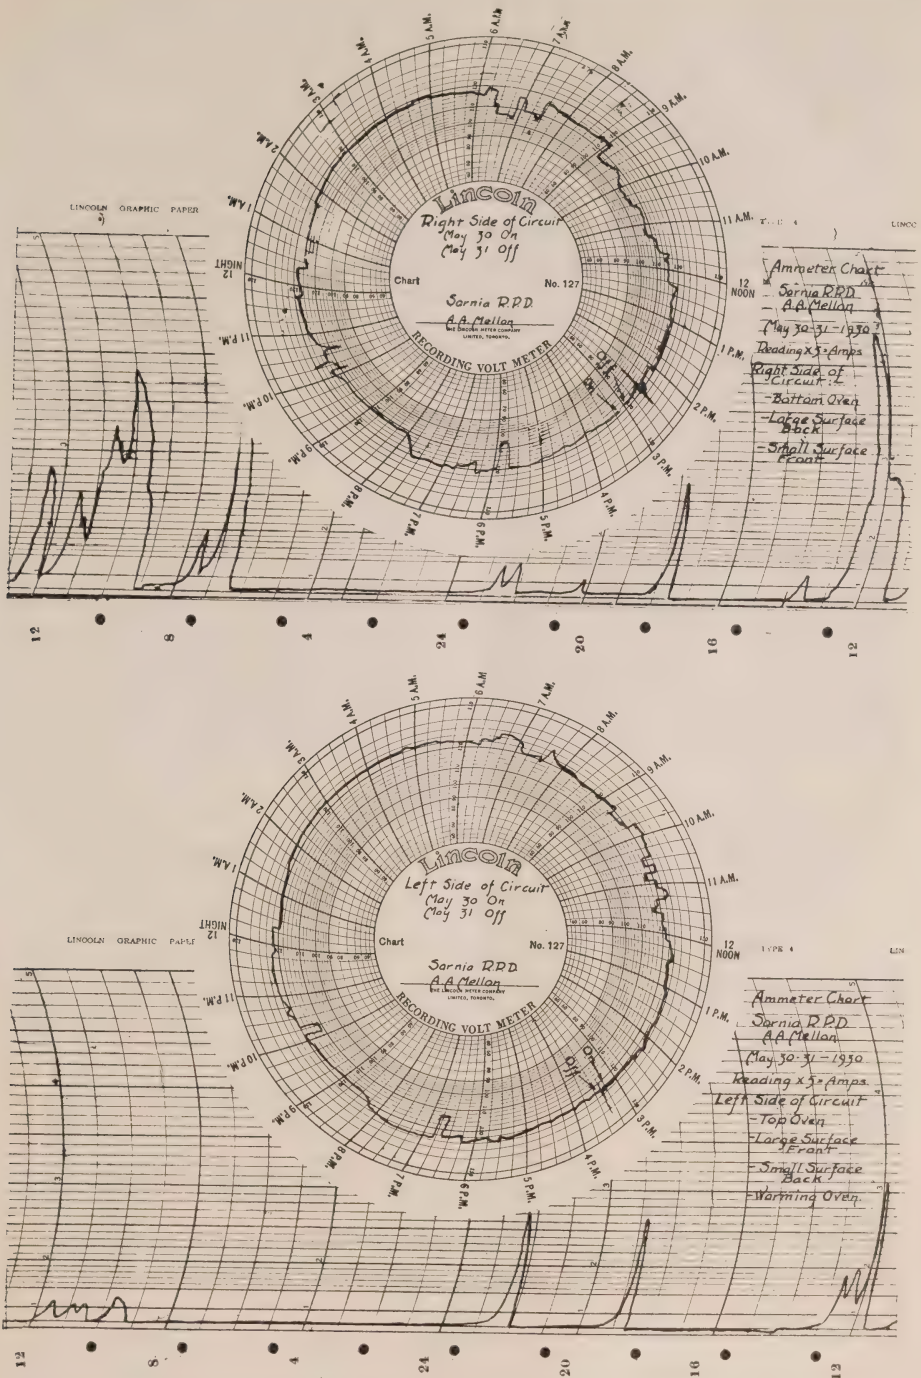 6 A.M.
7 A.M.
8 A.M.
9 A.M.
10 A.M.
11 A.M.
12 NOON
1 P.M.
2 P.M.
3 P.M.
4 P.M.
5 P.M.
6 P.M.
7 P.M.
8 P.M.
9 P.M.
10 P.M.
11 P.M.
12 NIGHT
1 A.M.
2 A.M.
3 A.M.
4 A.M.
5 A.M.
LINCOLN GRAPHIC PAPER
Lincoln
Right Side of Circuit
May 30 On
May 31 Off
Chart No. 127
Sarnia R.P.D.
A.A. Mellon
THE LINCOLN METER COMPANY
LIMITED, TORONTO.
RECORDING VOLT METER
Off
On
LINCO
Ammeter Chart
Sarnia R.P.D.
A.A. Mellon
May 30-31-1930
Reading x 5 = Amps
Right Side of
Circuit:-
-Bottom Oven
-Large Surface
Back
-Small Surface
Front
12 8 4 24 20 16 12
6 A.M.
7 A.M.
8 A.M.
9 A.M.
10 A.M.
11 A.M.
12 NOON
1 P.M.
2 P.M.
3 P.M.
4 P.M.
5 P.M.
6 P.M.
7 P.M.
8 P.M.
9 P.M.
10 P.M.
11 P.M.
12 NIGHT
1 A.M.
2 A.M.
3 A.M.
4 A.M.
5 A.M.
LINCOLN GRAPHIC
Lincoln
Left Side of Circuit
May 30 On
May 31 Off
Chart No. 127
Sarnia R.P.D.
A.A. Mellon
THE LINCOLN METER COMPANY
LIMITED, TORONTO.
RECORDING VOLT METER
On
Off
TYPE 4 LIN
Ammeter Chart
Sarnia R.P.D.
A.A. Mellon
May 30-31-1930
Reading x 5 = Amps
Left Side of Circuit
-Top Oven
-Large Surface
Front
-Small Surface
Back
-Warming Oven
12 8 4 24 20 16 12